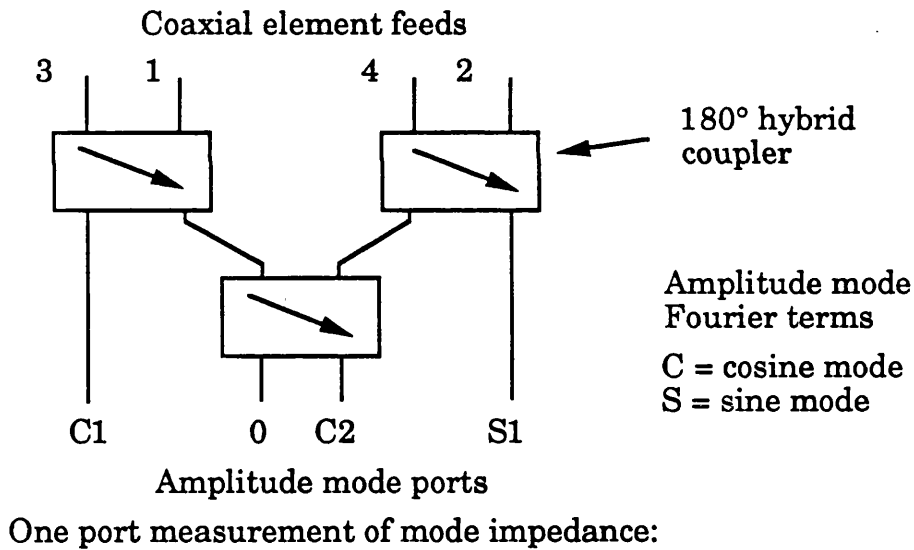 Coaxial element feeds
3 1 4 2
180° hybrid
coupler
Amplitude mode
Fourier terms
C = cosine mode
S = sine mode
C1 0 C2 S1
Amplitude mode ports
One port measurement of mode impedance: